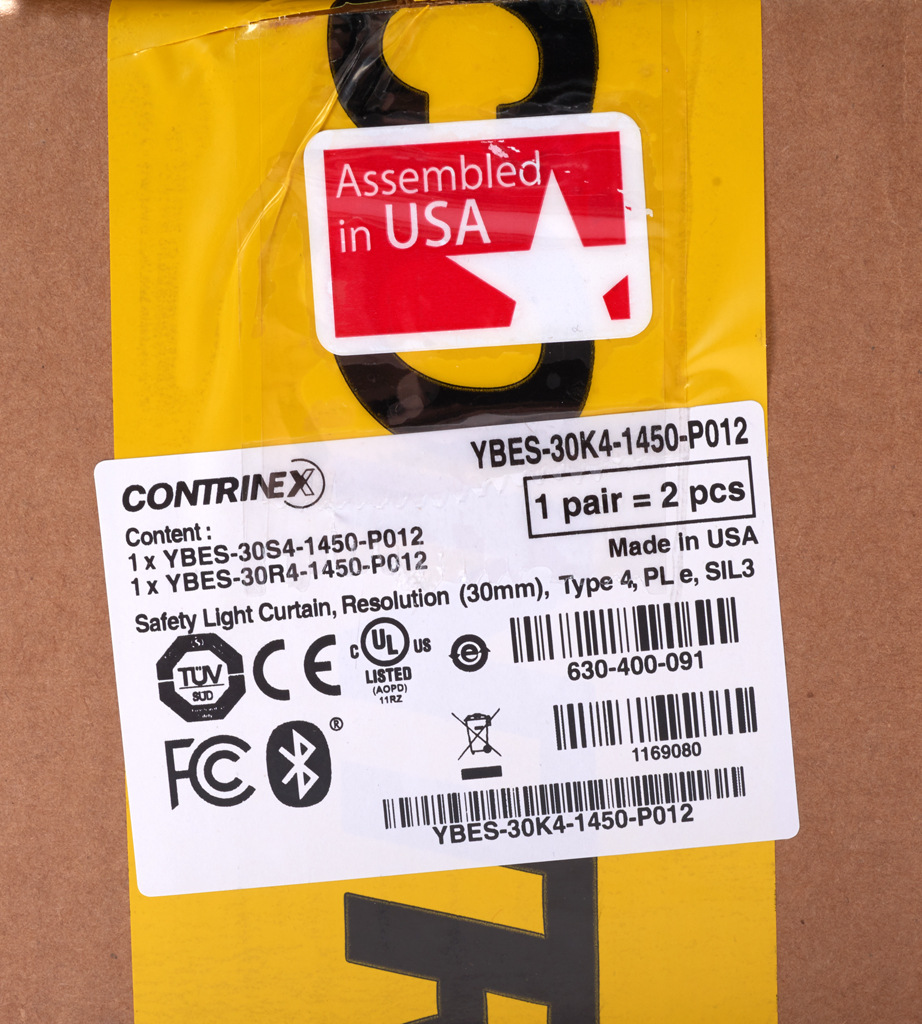 Assembled
in USA
CONTRINEX
YBES-30K4-1450-P012
1 pair = 2 pcs
Content :
1 x YBES-30S4-1450-P012
1 x YBES-30R4-1450-P012
Made in USA
Safety Light Curtain, Resolution (30mm), Type 4, PL e, SIL3
TÜV
SÜD
CE
C UL US
LISTED
(AOPD)
11RZ
e
630-400-091
FCC
®
1169080
YBES-30K4-1450-P012